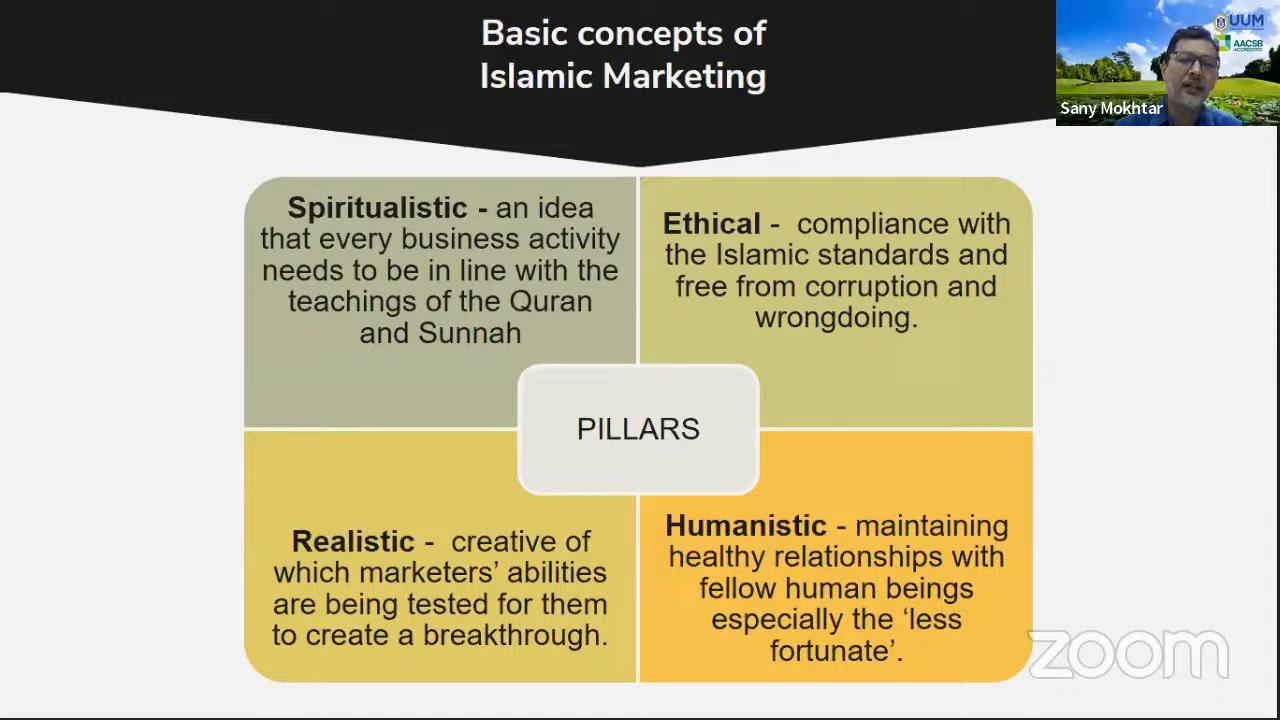 Basic concepts of
Islamic Marketing
UUM
AACSB
ACCREDITED
Sany Mokhtar
Spiritualistic - an idea
that every business activity
needs to be in line with the
teachings of the Quran
and Sunnah
Ethical -  compliance with
the Islamic standards and
free from corruption and
wrongdoing.
PILLARS
Realistic -  creative of
which marketers’ abilities
are being tested for them
to create a breakthrough.
Humanistic - maintaining
healthy relationships with
fellow human beings
especially the ‘less
fortunate’.
zoom